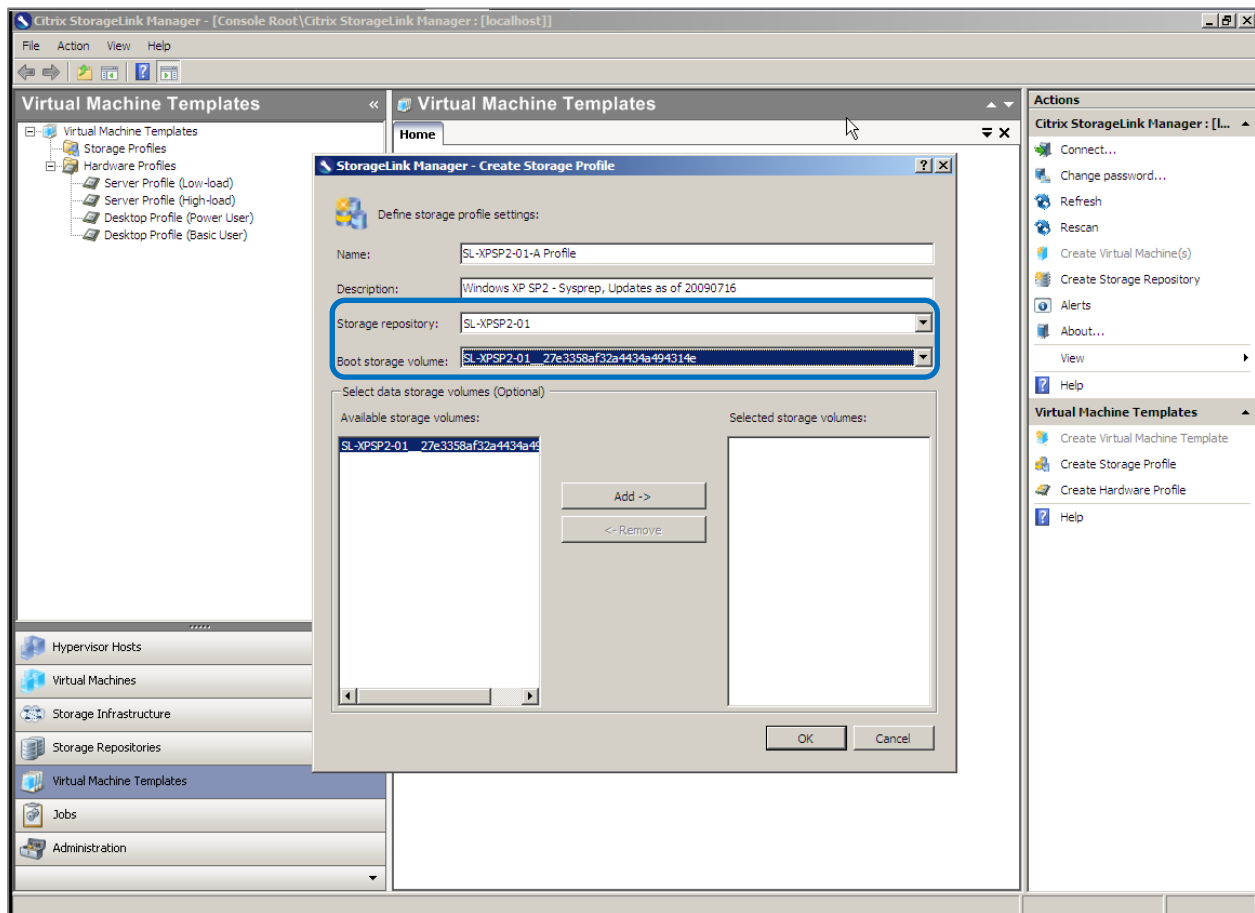 Citrix StorageLink Manager - [Console Root\Citrix StorageLink Manager : [localhost]]
File Action View Help
Virtual Machine Templates «
Virtual Machine Templates
Storage Profiles
Hardware Profiles
Server Profile (Low-load)
Server Profile (High-load)
Desktop Profile (Power User)
Desktop Profile (Basic User)
Hypervisor Hosts
Virtual Machines
Storage Infrastructure
Storage Repositories
Virtual Machine Templates
Jobs
Administration
Virtual Machine Templates
Home
StorageLink Manager - Create Storage Profile
Define storage profile settings:
Name: SL-XPSP2-01-A Profile
Description: Windows XP SP2 - Sysprep, Updates as of 20090716
Storage repository: SL-XPSP2-01
Boot storage volume: SL-XPSP2-01__27e3358af32a4434a494314e
Select data storage volumes (Optional)
Available storage volumes: Selected storage volumes:
SL-XPSP2-01__27e3358af32a4434a49
Add ->
<- Remove
OK Cancel
Actions
Citrix StorageLink Manager : [l...
Connect...
Change password...
Refresh
Rescan
Create Virtual Machine(s)
Create Storage Repository
Alerts
About...
View
Help
Virtual Machine Templates
Create Virtual Machine Template
Create Storage Profile
Create Hardware Profile
Help